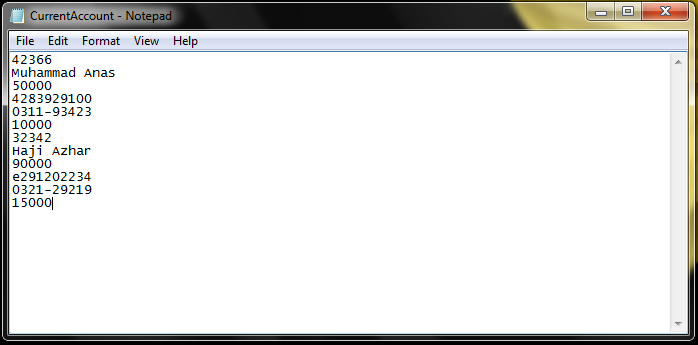 CurrentAccount - Notepad
File Edit Format View Help
42366
Muhammad Anas
50000
4283929100
0311-93423
10000
32342
Haji Azhar
90000
e291202234
0321-29219
15000